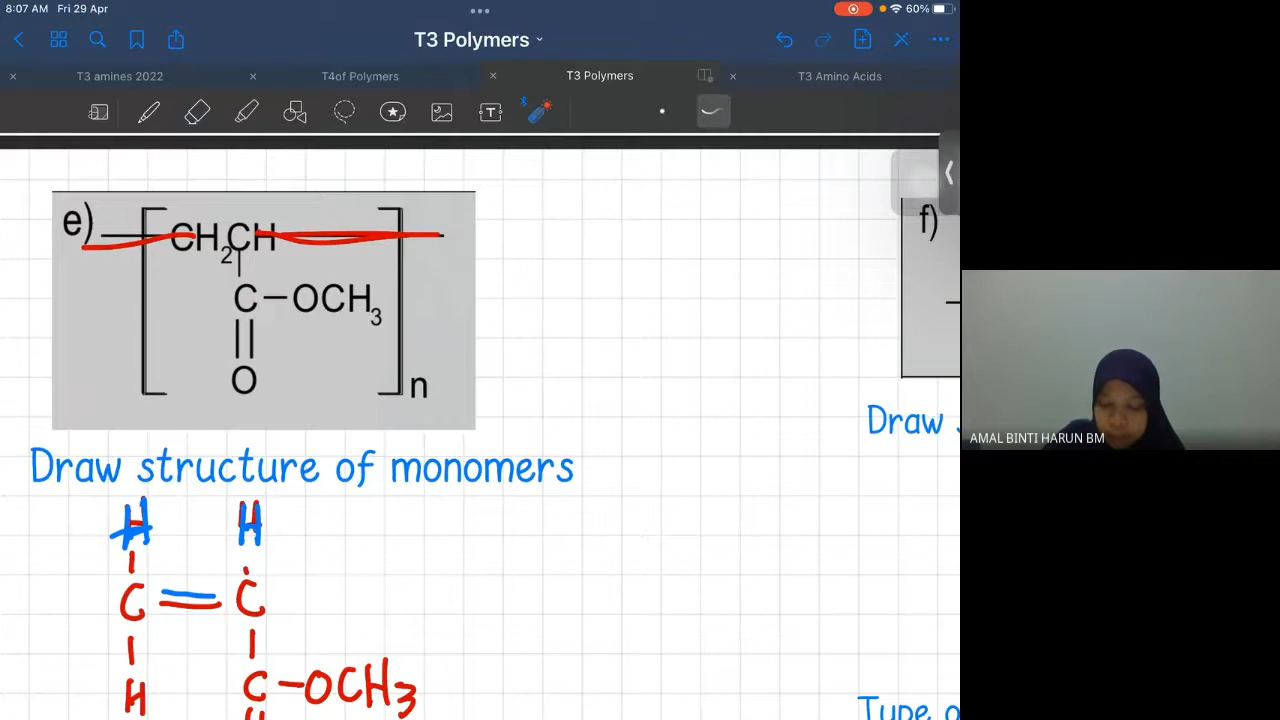 8:07 AM Fri 29 Apr
60%
T3 Polymers
T3 amines 2022
T4of Polymers
T3 Polymers
T3 Amino Acids
e)
CH2CH
C–OCH3
O
n
f)
Draw structure of monomers
Draw
H H
C = C
H C–OCH3
Type o
AMAL BINTI HARUN BM